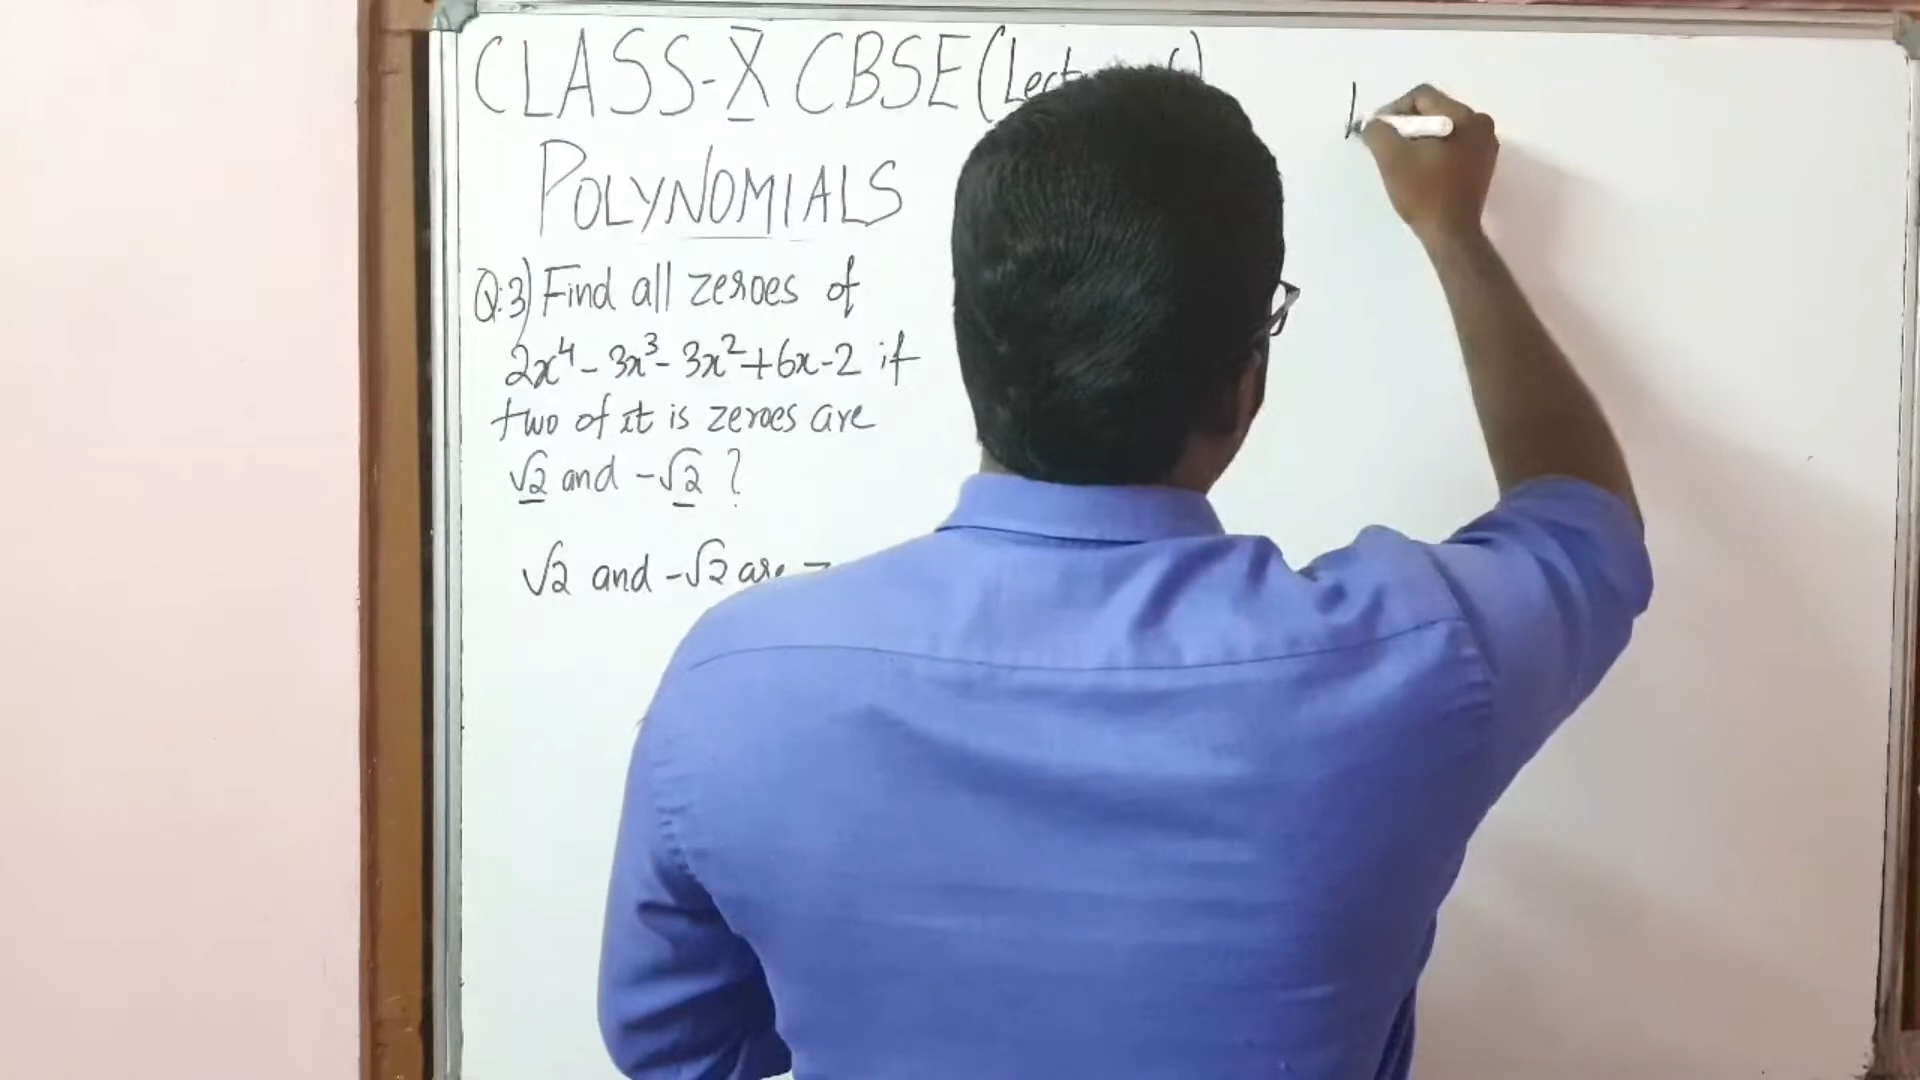 CLASS-X CBSE (
POLYNOMIALS
Q:3) Find all zeroes of
2x⁴ - 3x³ - 3x² + 6x - 2 if
two of it is zeroes are
√2 and -√2 ?
√2 and -√2 are